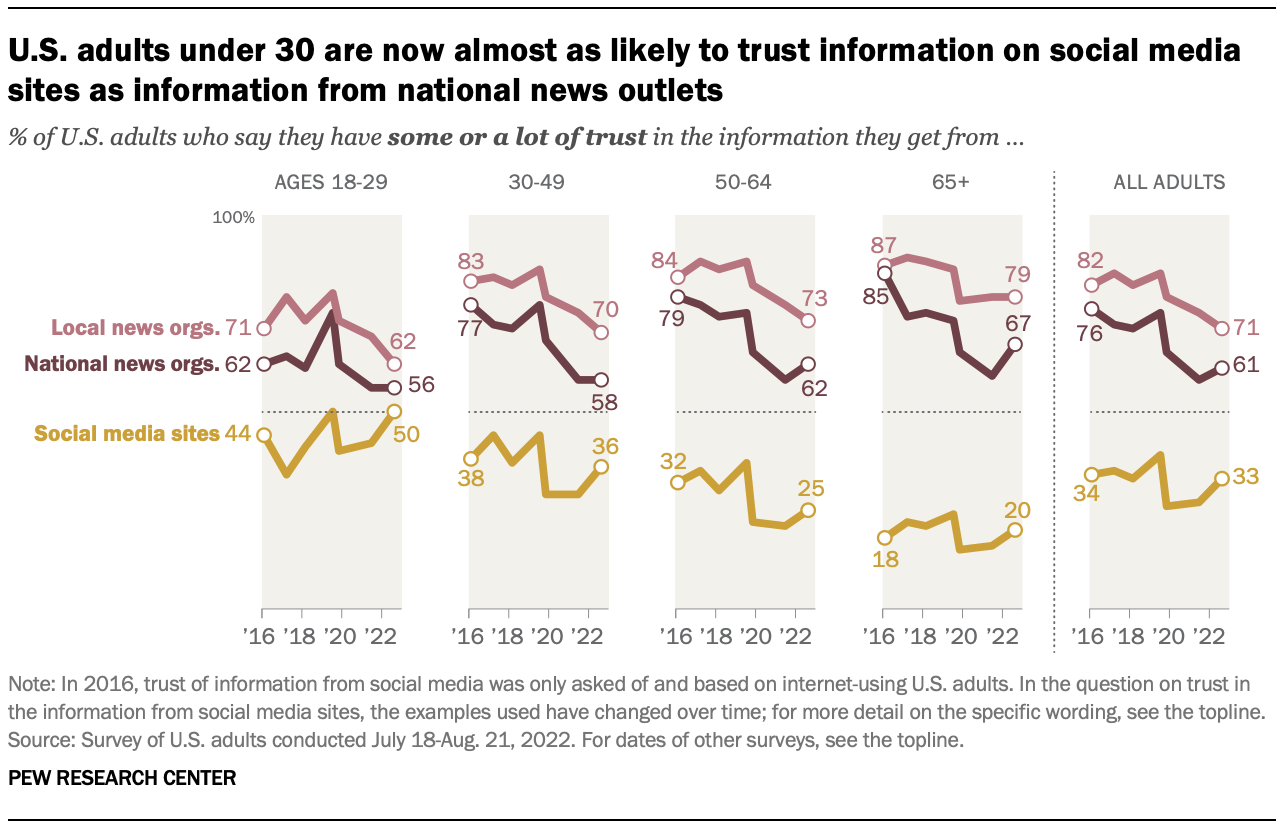 U.S. adults under 30 are now almost as likely to trust information on social media
sites as information from national news outlets
% of U.S. adults who say they have some or a lot of trust in the information they get from ...
AGES 18-29
30-49
50-64
65+
ALL ADULTS
100%
Local news orgs. 71
National news orgs. 62
Social media sites 44
62
56
50
83
77
38
70
58
36
84
79
32
73
62
25
87
85
18
79
67
20
82
76
34
71
61
33
’16 ’18 ’20 ’22
’16 ’18 ’20 ’22
’16 ’18 ’20 ’22
’16 ’18 ’20 ’22
’16 ’18 ’20 ’22
Note: In 2016, trust of information from social media was only asked of and based on internet-using U.S. adults. In the question on trust in
the information from social media sites, the examples used have changed over time; for more detail on the specific wording, see the topline.
Source: Survey of U.S. adults conducted July 18-Aug. 21, 2022. For dates of other surveys, see the topline.
PEW RESEARCH CENTER